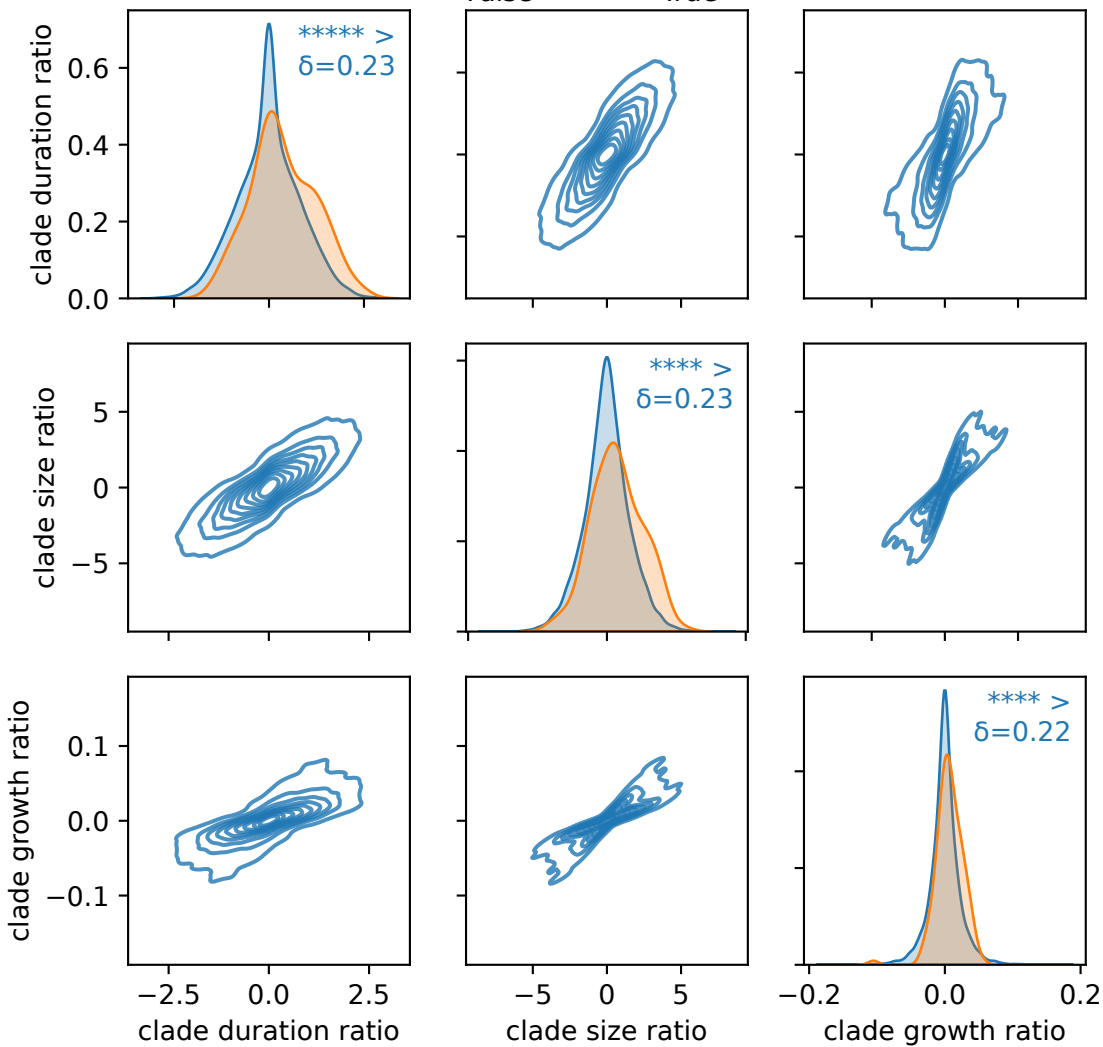 clade duration ratio
0.6
0.4
0.2
0.0
***** >
δ=0.23
clade size ratio
5
0
−5
**** >
δ=0.23
clade growth ratio
0.1
0.0
−0.1
**** >
δ=0.22
−2.5 0.0 2.5
−5 0 5
−0.2 0.0 0.2
clade duration ratio
clade size ratio
clade growth ratio